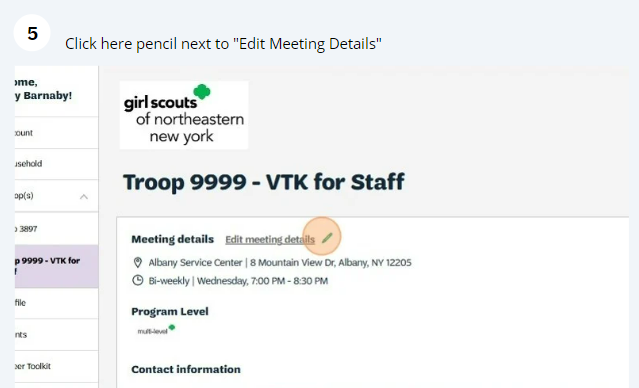 5
Click here pencil next to "Edit Meeting Details"
ome,
y Barnaby!
girl scouts
of northeastern
new york
ount
usehold
Troop 9999 - VTK for Staff
op(s)
3897
Meeting details Edit meeting details
p 9999 - VTK for
f
Albany Service Center | 8 Mountain View Dr, Albany, NY 12205
Bi-weekly | Wednesday, 7:00 PM - 8:30 PM
file
Program Level
multi-level
nts
eer Toolkit
Contact information